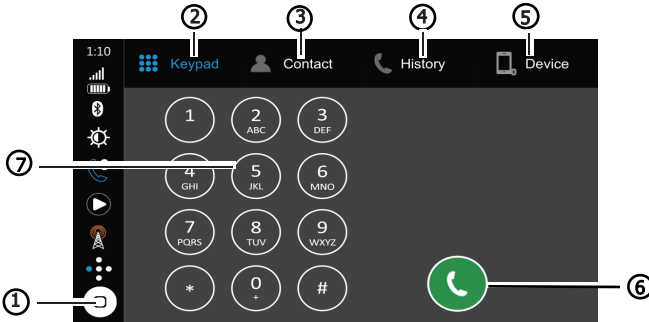 ② ③ ④ ⑤
1:10
Keypad Contact History Device
1 2 3
ABC DEF
⑦
4 5 6
GHI JKL MNO
7 8 9
PQRS TUV WXYZ
* 0 #
+
① ⑥